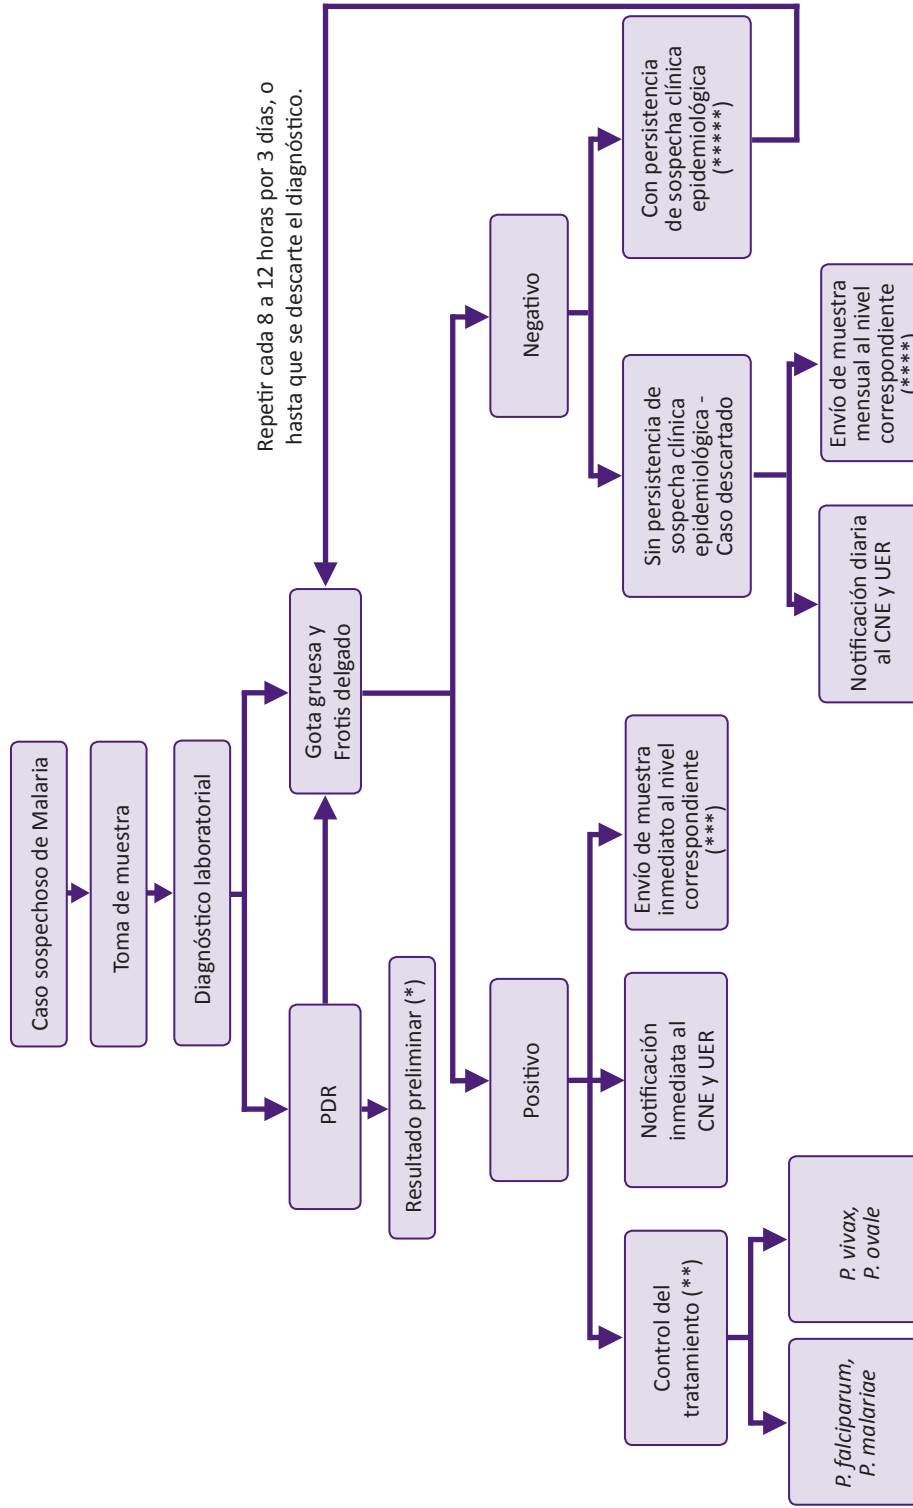 Caso sospechoso de Malaria
Toma de muestra
Diagnóstico laboratorial
PDR
Gota gruesa y
Frotis delgado
Repetir cada 8 a 12 horas por 3 días, o
hasta que se descarte el diagnóstico.
Resultado preliminar (*)
Positivo
Negativo
Control del
tratamiento (**)
Notificación
inmediata al
CNE y UER
Envío de muestra
inmediato al nivel
correspondiente
(***)
Sin persistencia de
sospecha clínica
epidemiológica -
Caso descartado
Con persistencia
de sospecha clínica
epidemiológica
(*****)
P. falciparum,
P. malariae
P. vivax,
P. ovale
Notificación diaria
al CNE y UER
Envío de muestra
mensual al nivel
correspondiente
(****)